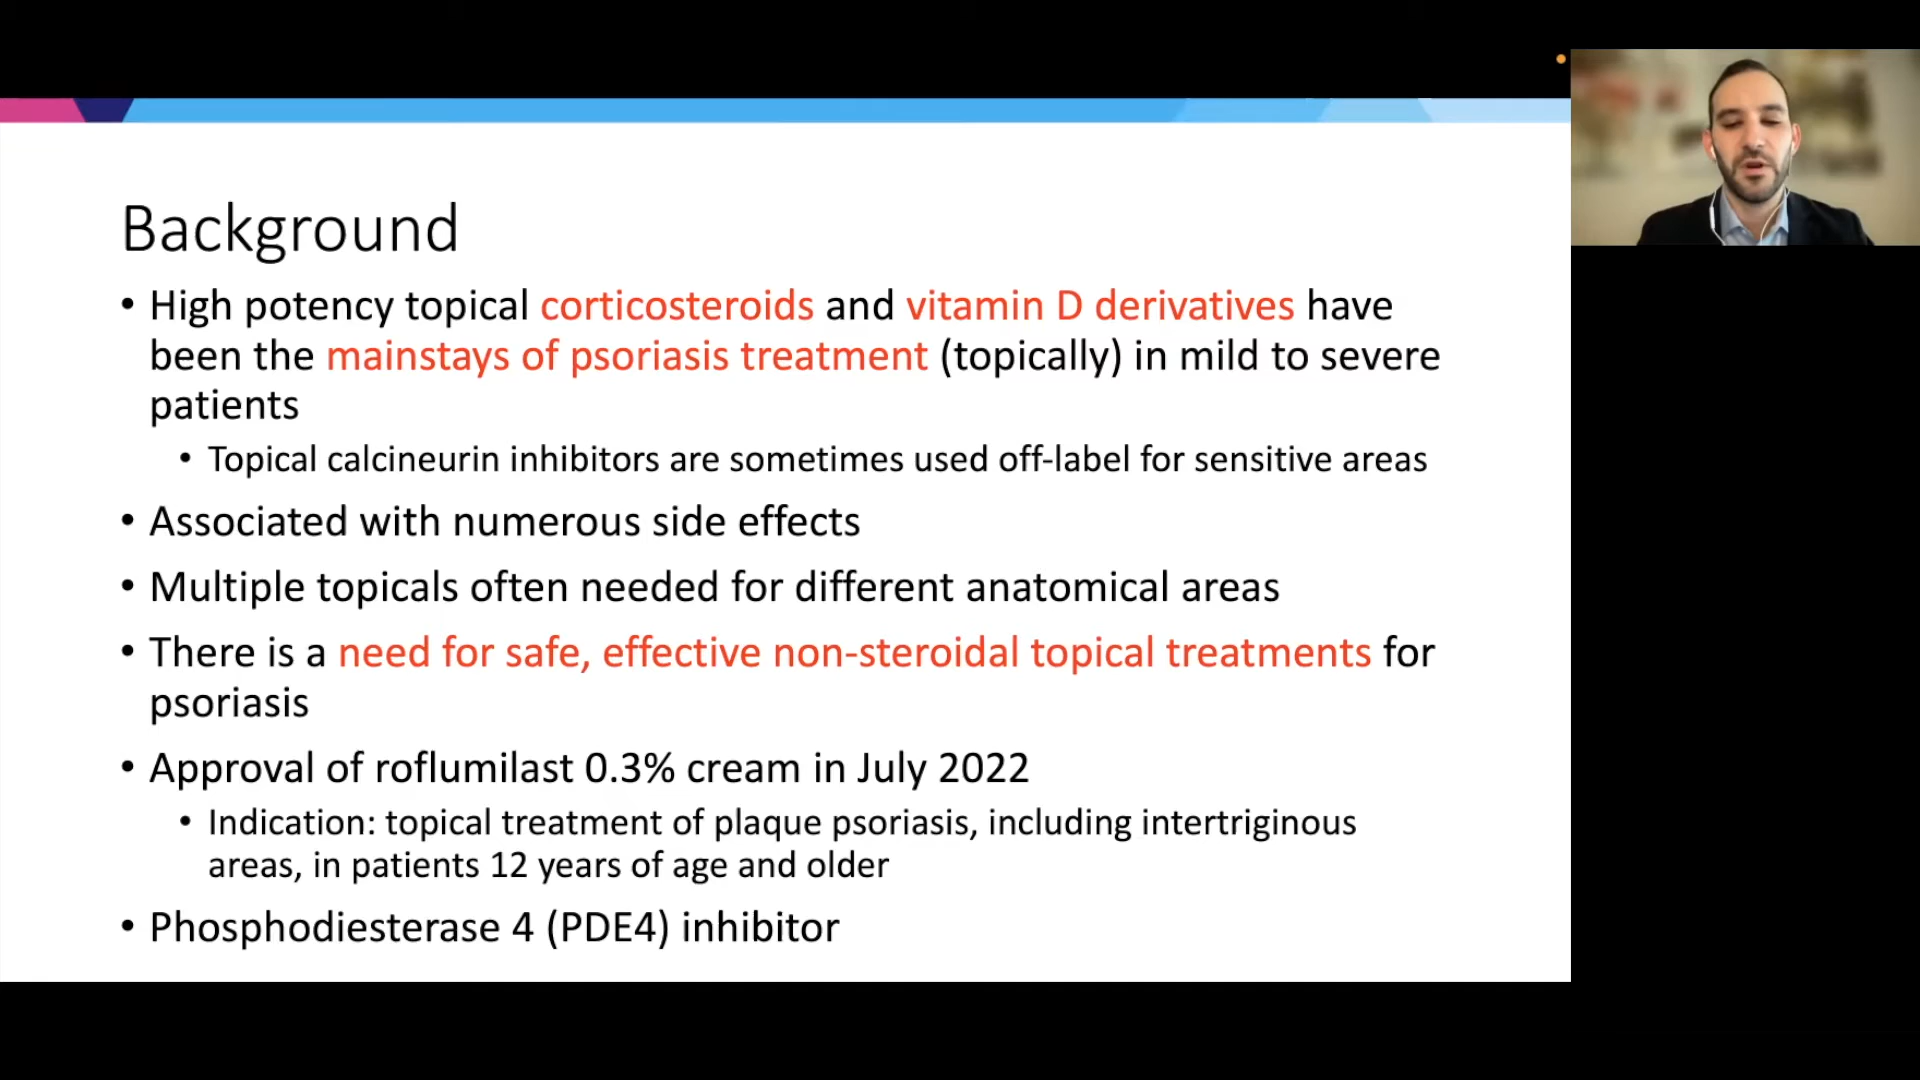 Background
• High potency topical corticosteroids and vitamin D derivatives have
been the mainstays of psoriasis treatment (topically) in mild to severe
patients
• Topical calcineurin inhibitors are sometimes used off-label for sensitive areas
• Associated with numerous side effects
• Multiple topicals often needed for different anatomical areas
• There is a need for safe, effective non-steroidal topical treatments for
psoriasis
• Approval of roflumilast 0.3% cream in July 2022
• Indication: topical treatment of plaque psoriasis, including intertriginous
areas, in patients 12 years of age and older
• Phosphodiesterase 4 (PDE4) inhibitor